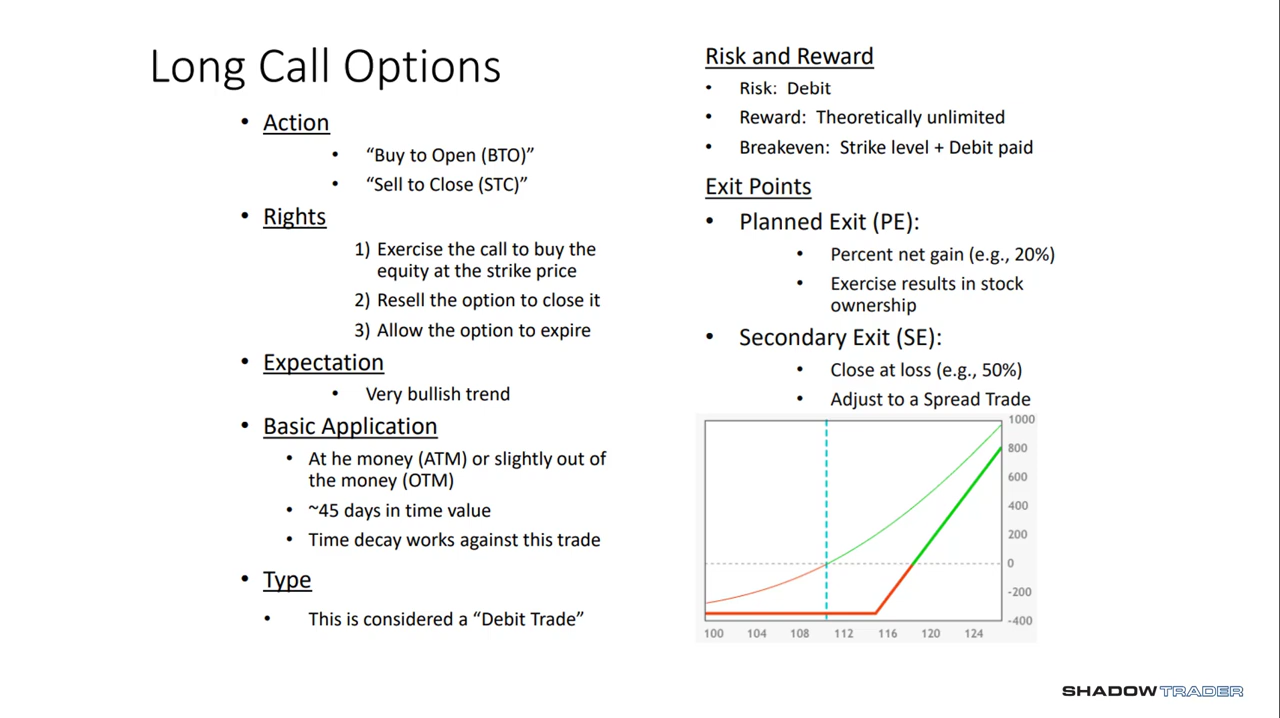 Long Call Options
• Action
• “Buy to Open (BTO)”
• “Sell to Close (STC)”
• Rights
1) Exercise the call to buy the
equity at the strike price
2) Resell the option to close it
3) Allow the option to expire
• Expectation
• Very bullish trend
• Basic Application
• At he money (ATM) or slightly out of
the money (OTM)
• ~45 days in time value
• Time decay works against this trade
• Type
• This is considered a “Debit Trade”
Risk and Reward
• Risk: Debit
• Reward: Theoretically unlimited
• Breakeven: Strike level + Debit paid
Exit Points
• Planned Exit (PE):
• Percent net gain (e.g., 20%)
• Exercise results in stock
ownership
• Secondary Exit (SE):
• Close at loss (e.g., 50%)
• Adjust to a Spread Trade
1000
800
600
400
200
0
-200
-400
100 104 108 112 116 120 124
SHADOWTRADER